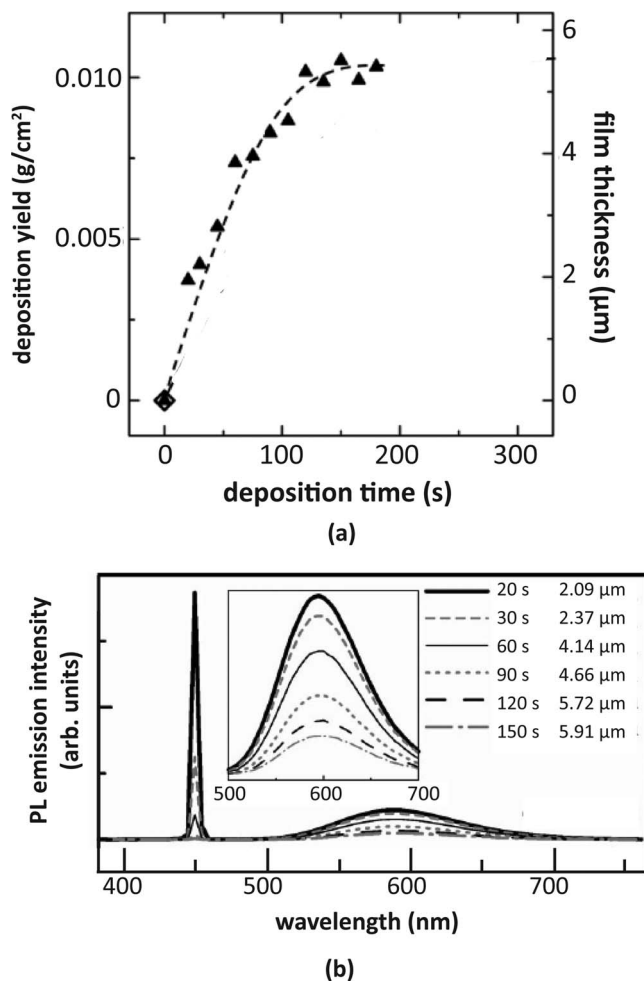 6
0.010
4
0.005
2
0
0
0
100
200
300
deposition yield (g/cm²)
film thickness (µm)
deposition time (s)
(a)
20 s 2.09 µm
30 s 2.37 µm
60 s 4.14 µm
90 s 4.66 µm
120 s 5.72 µm
150 s 5.91 µm
500 600 700
PL emission intensity
(arb. units)
400 500 600 700
wavelength (nm)
(b)